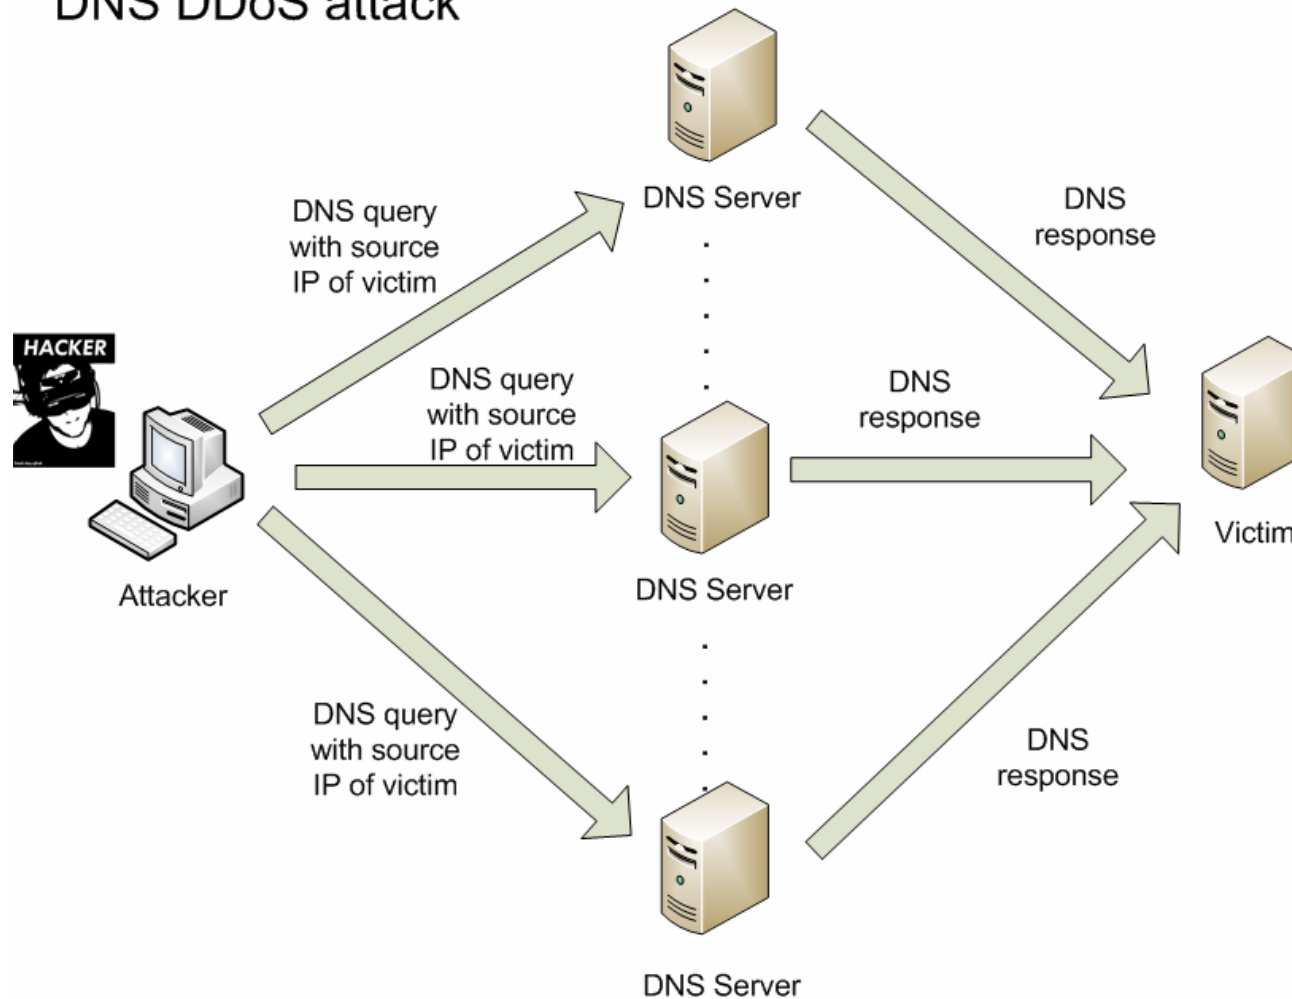 DNS DDoS attack
DNS Server
DNS query
with source
IP of victim
DNS
response
HACKER
DNS query
with source
IP of victim
DNS
response
Attacker
DNS Server
Victim
DNS query
with source
IP of victim
DNS
response
DNS Server